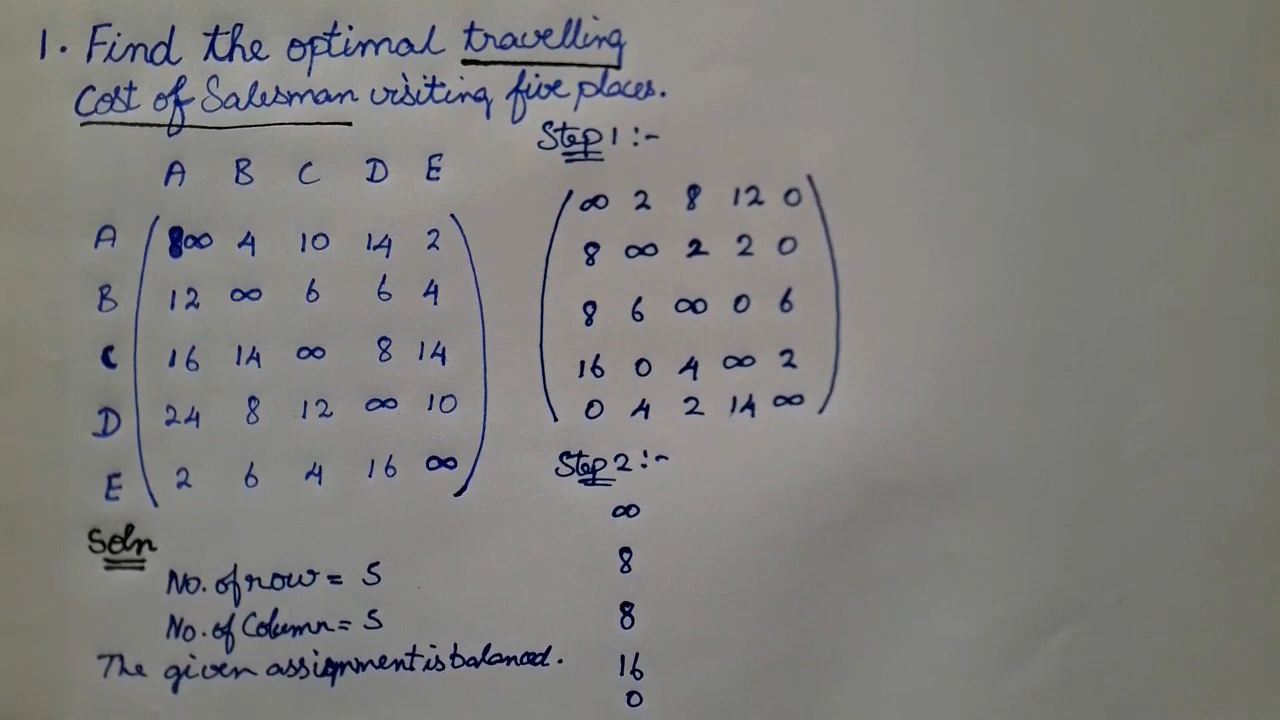 1. Find the optimal travelling
cost of Salesman visiting five places.
A B C D E
A ∞ 4 10 14 2
B 12 ∞ 6 6 4
C 16 14 ∞ 8 14
D 24 8 12 ∞ 10
E 2 6 4 16 ∞
Soln
No. of row = 5
No. of Column = 5
The given assignment is balanced.
Step 1 :-
∞ 2 8 12 0
8 ∞ 2 2 0
8 6 ∞ 0 6
16 0 4 ∞ 2
0 4 2 14 ∞
Step 2 :-
∞
8
8
16
0